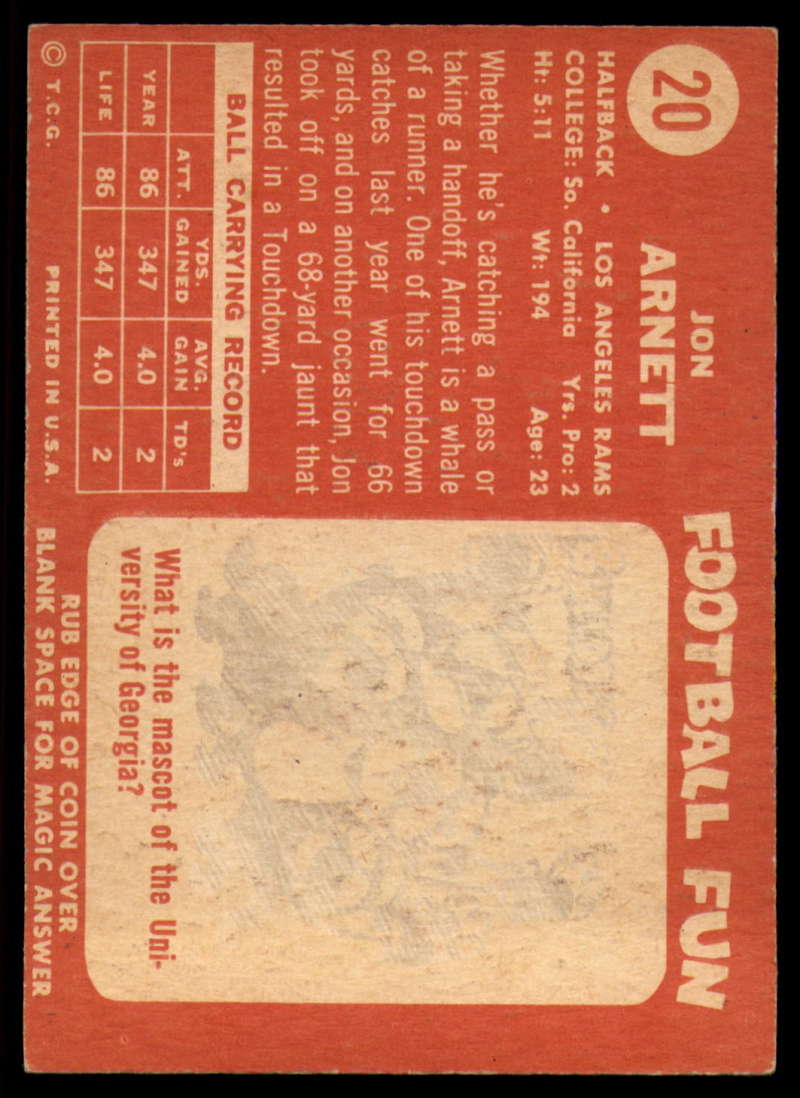 20
JON
ARNETT
HALFBACK • LOS ANGELES RAMS
COLLEGE: So. California Yrs. Pro: 2
Ht: 5:11 Wt: 194 Age: 23
Whether he's catching a pass or
taking a handoff, Arnett is a whale
of a runner. One of his touchdown
catches last year went for 66
yards, and on another occasion, Jon
took off on a 68-yard jaunt that
resulted in a Touchdown.
BALL CARRYING RECORD
ATT. YDS. GAINED AVG. GAIN TD's
YEAR 86 347 4.0 2
LIFE 86 347 4.0 2
© T.C.G. PRINTED IN U.S.A.
FOOTBALL FUN
What is the mascot of the Uni-
versity of Georgia?
RUB EDGE OF COIN OVER
BLANK SPACE FOR MAGIC ANSWER